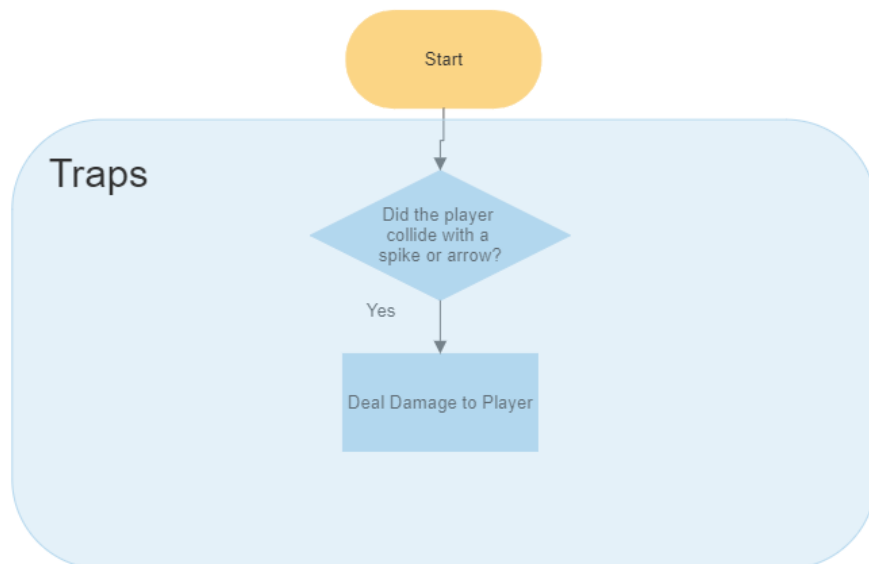 Start
Traps
Did the player
collide with a
spike or arrow?
Yes
Deal Damage to Player